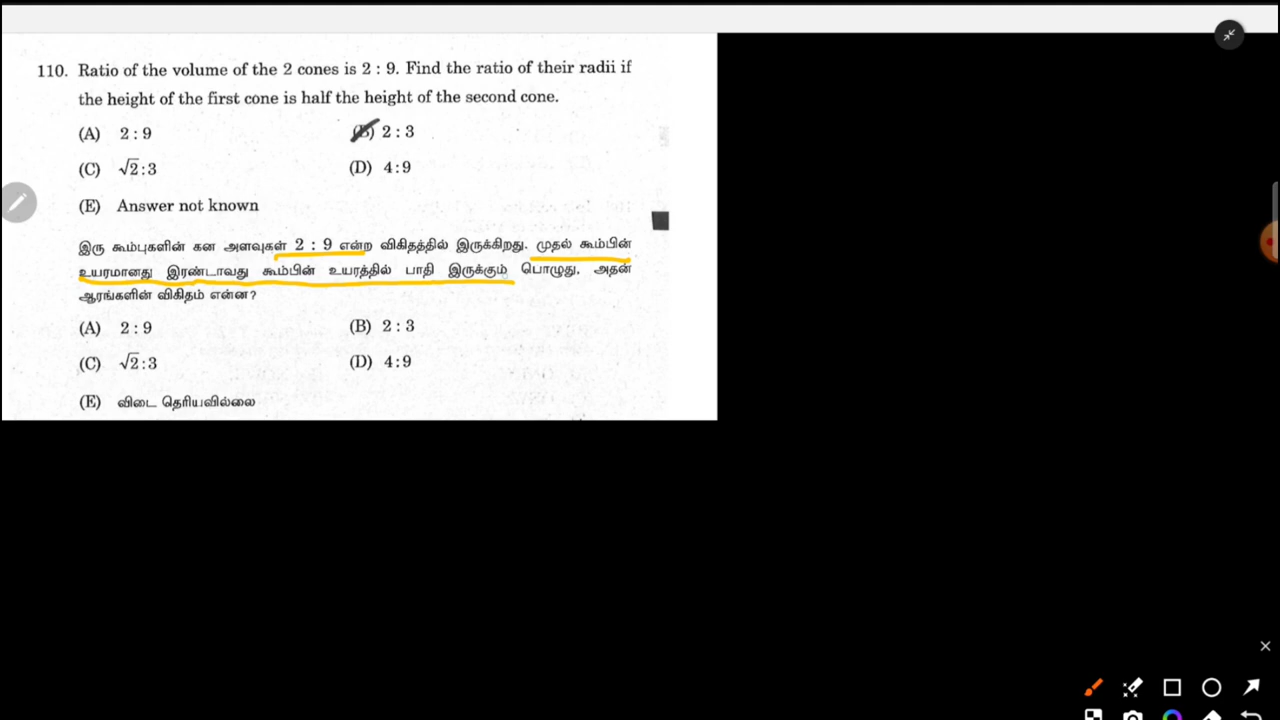 110. Ratio of the volume of the 2 cones is 2 : 9. Find the ratio of their radii if
the height of the first cone is half the height of the second cone.
(A) 2 : 9 (B) 2 : 3
(C) √2:3 (D) 4:9
(E) Answer not known
இரு கூம்புகளின் கன அளவுகள் 2 : 9 என்ற விகிதத்தில் இருக்கிறது. முதல் கூம்பின்
உயரமானது இரண்டாவது கூம்பின் உயரத்தில் பாதி இருக்கும் பொழுது, அதன்
ஆரங்களின் விகிதம் என்ன?
(A) 2 : 9 (B) 2 : 3
(C) √2:3 (D) 4:9
(E) விடை தெரியவில்லை